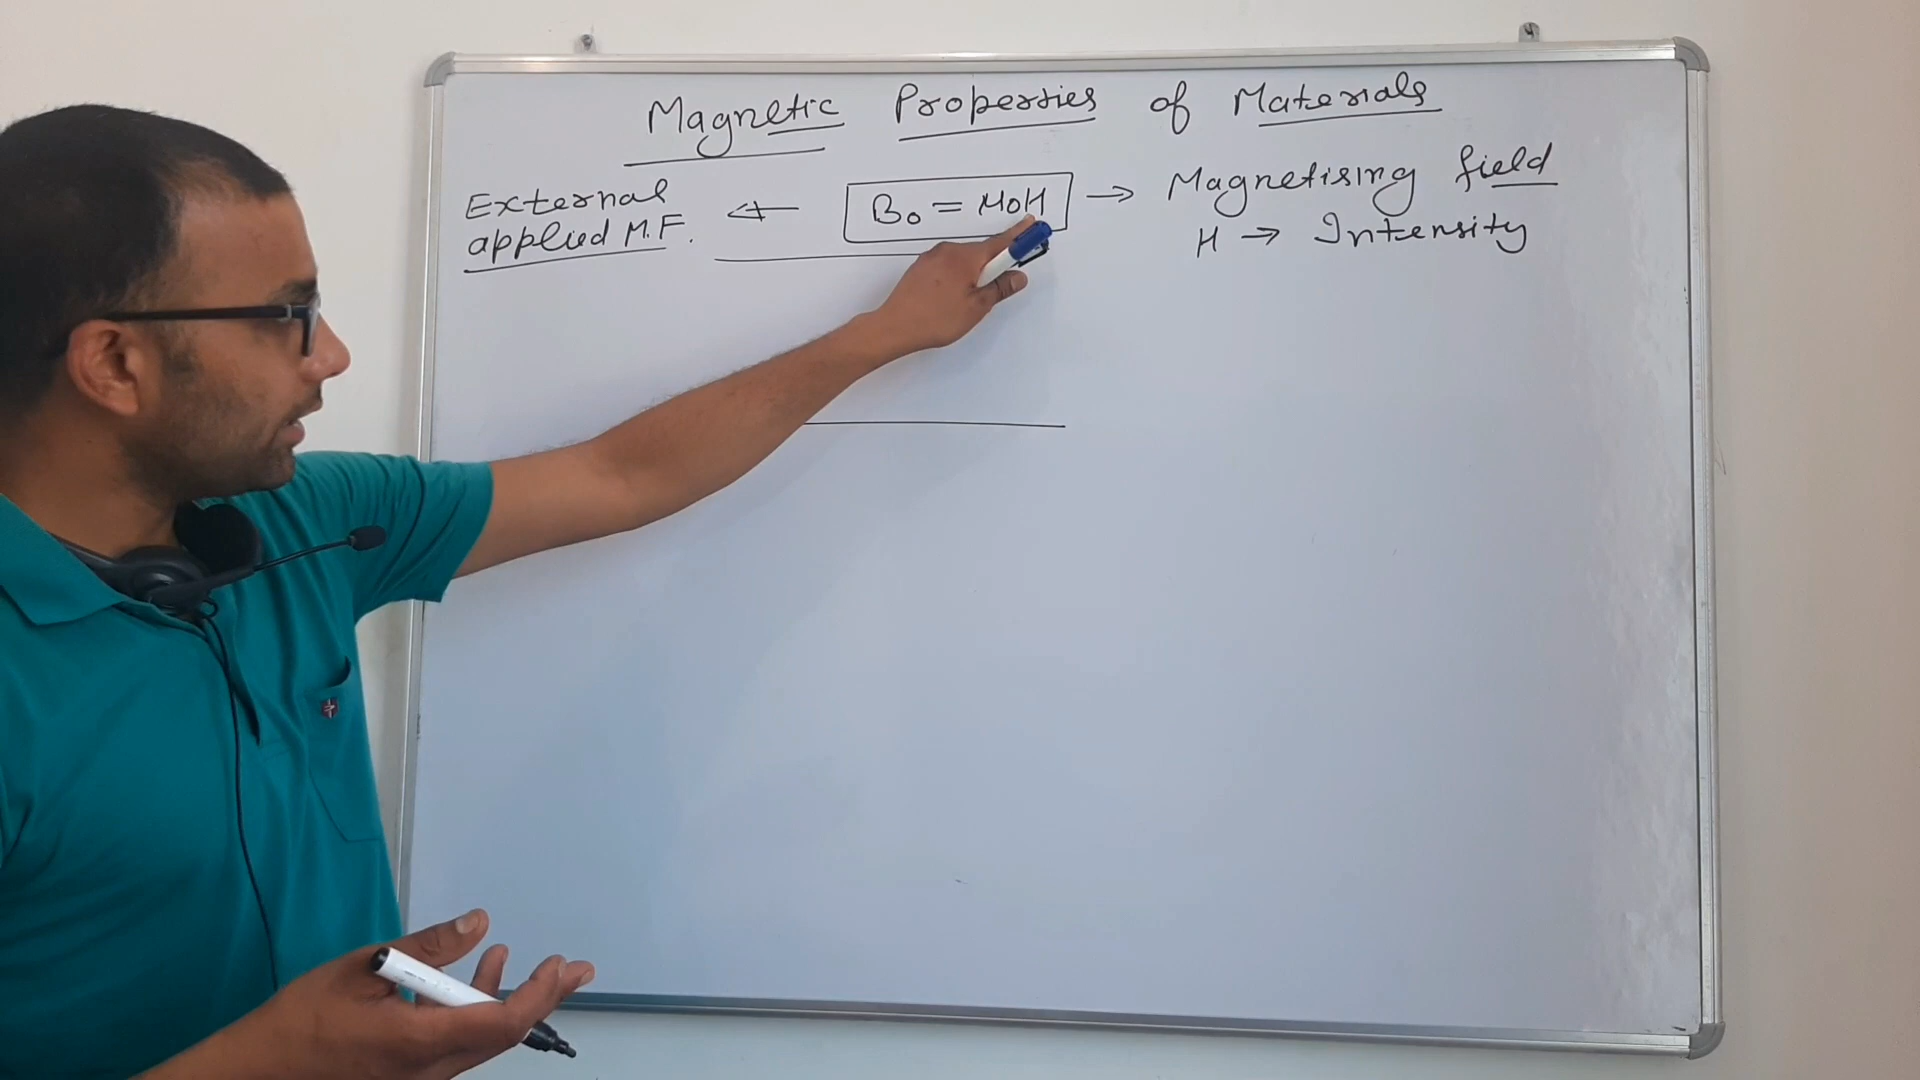 Magnetic Properties of Materials
External
applied M.F.
← B₀ = μ₀H → Magnetising field
H → Intensity